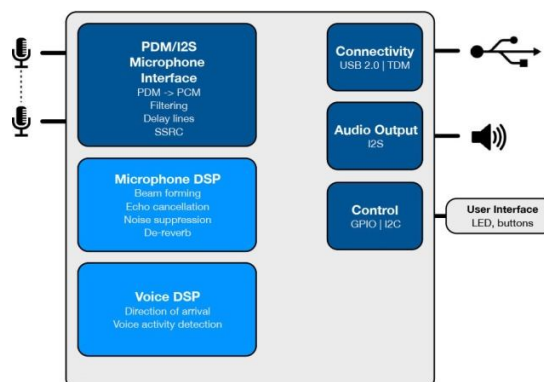 PDM/I2S
Microphone
Interface
PDM -> PCM
Filtering
Delay lines
SSRC
Microphone DSP
Beam forming
Echo cancellation
Noise suppression
De-reverb
Voice DSP
Direction of arrival
Voice activity detection
Connectivity
USB 2.0 | TDM
Audio Output
I2S
Control
GPIO | I2C
User Interface
LED, buttons